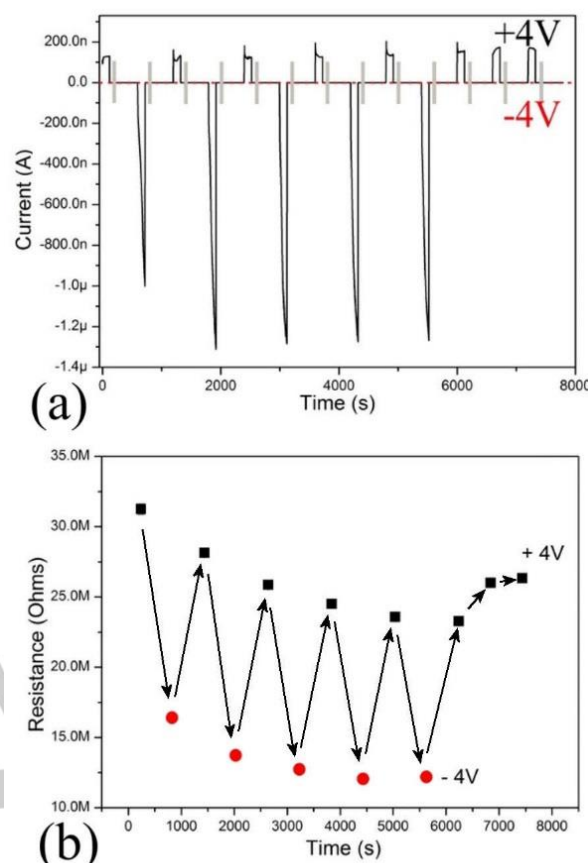 200.0n
0.0
-200.0n
-400.0n
-600.0n
-800.0n
-1.0µ
-1.2µ
-1.4µ
Current (A)
+4V
-4V
0 2000 4000 6000 8000
Time (s)
(a)
35.0M
30.0M
25.0M
20.0M
15.0M
10.0M
Resistance (Ohms)
+ 4V
- 4V
0 1000 2000 3000 4000 5000 6000 7000 8000
Time (s)
(b)